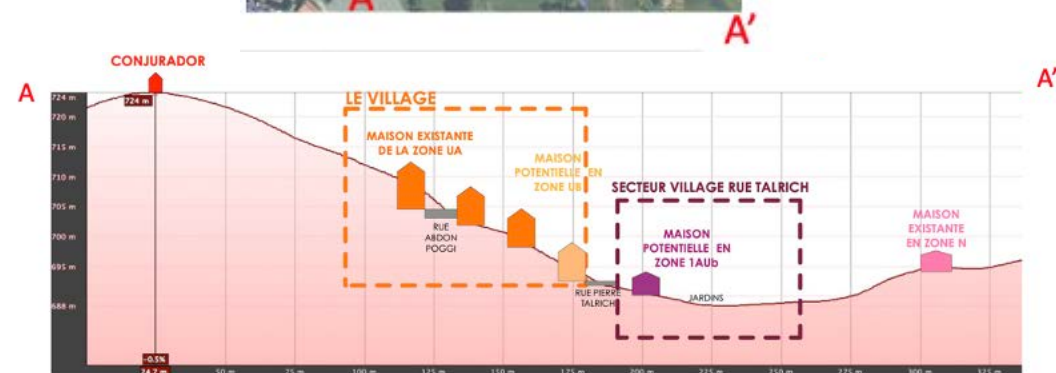 A
A'
CONJURADOR
A
A'
724 m
724 m
LE VILLAGE
720 m
MAISON EXISTANTE
DE LA ZONE UA
715 m
MAISON
POTENTIELLE EN
ZONE UB
710 m
SECTEUR VILLAGE RUE TALRICH
705 m
RUE
ABDON
POGGI
MAISON
POTENTIELLE EN
ZONE 1AUb
MAISON
EXISTANTE
EN ZONE N
700 m
695 m
RUE PIERRE
TALRICH
JARDINS
688 m
-0.5%
24.7 m
50 m
75 m
100 m
125 m
150 m
175 m
200 m
225 m
250 m
275 m
300 m
325 m